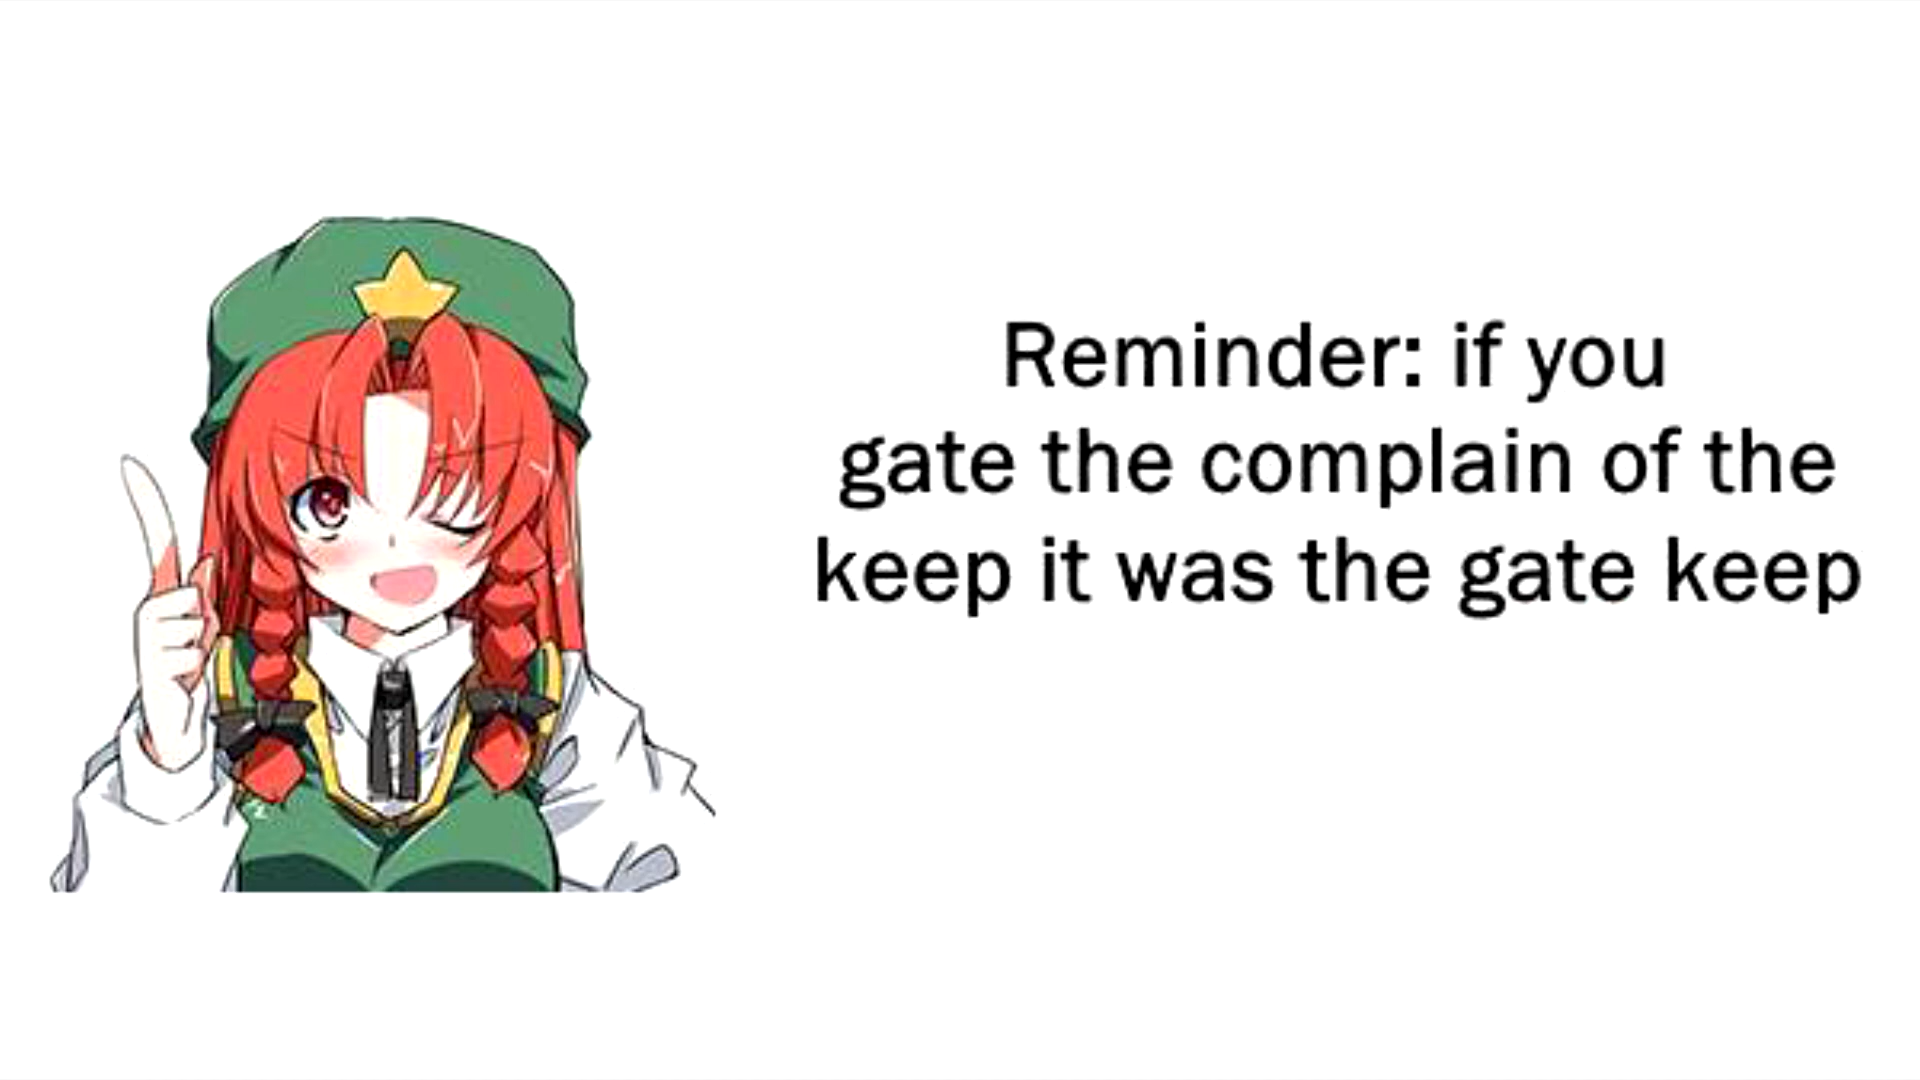 Reminder: if you
gate the complain of the
keep it was the gate keep